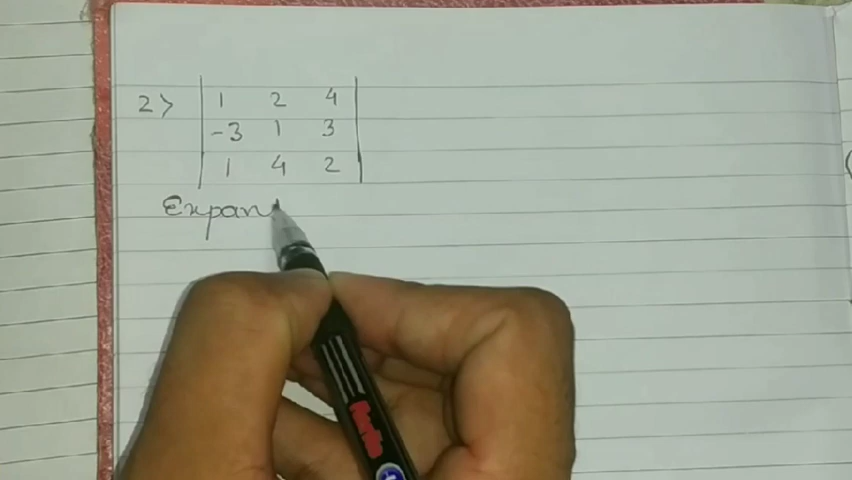 2> | 1 2 4 |
| -3 1 3 |
| 1 4 2 |
Expan